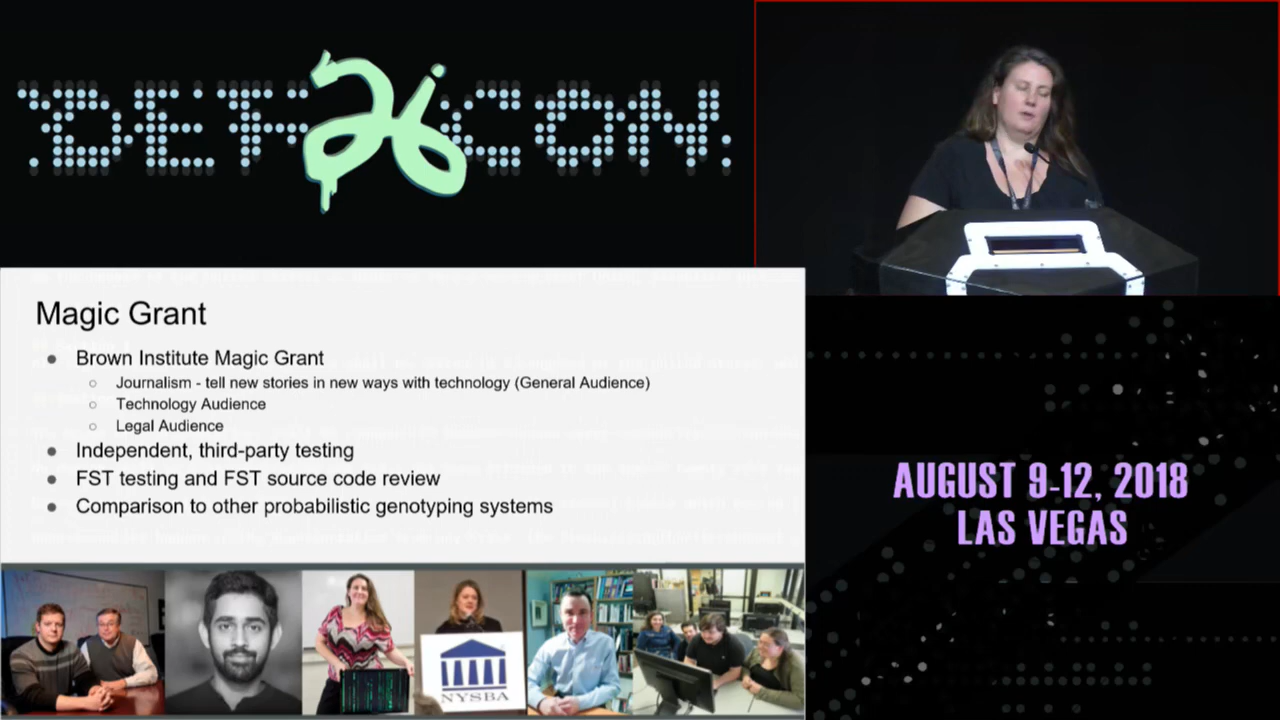 DEF CON
26
Magic Grant
● Brown Institute Magic Grant
○ Journalism - tell new stories in new ways with technology (General Audience)
○ Technology Audience
○ Legal Audience
● Independent, third-party testing
● FST testing and FST source code review
● Comparison to other probabilistic genotyping systems
NYSBA
AUGUST 9-12, 2018
LAS VEGAS